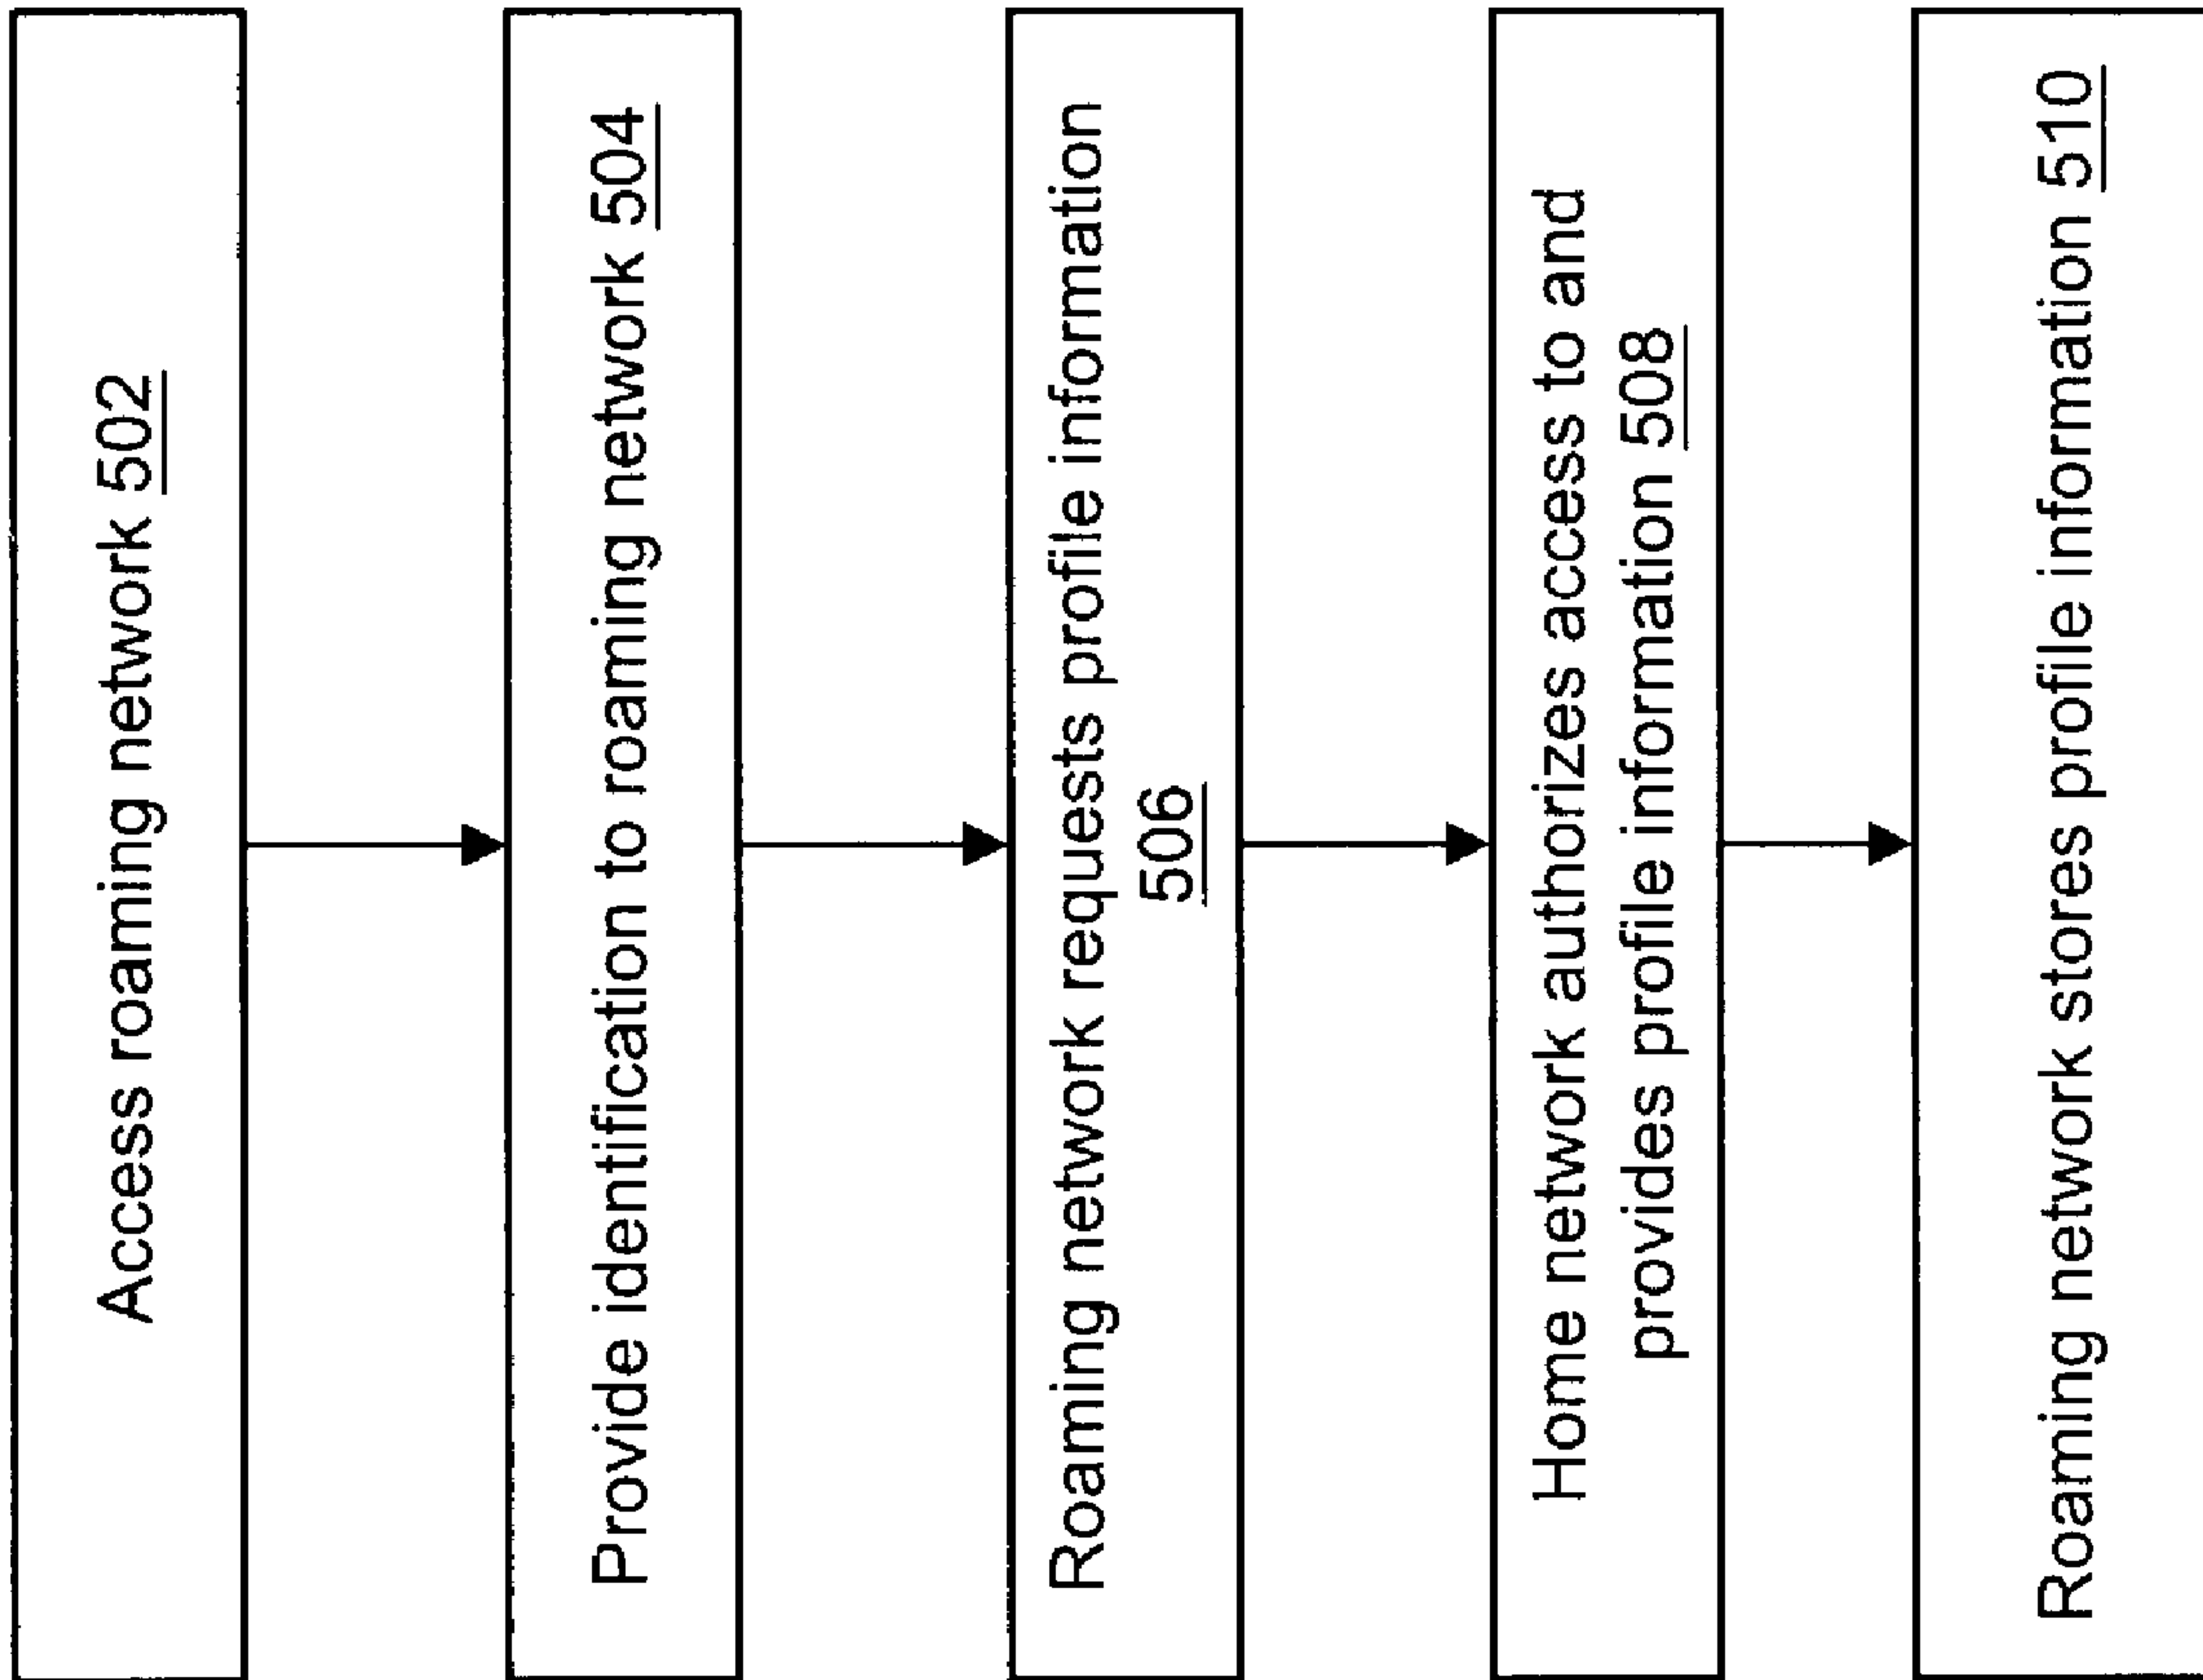 Access roaming network 502
Provide identification to roaming network 504
Roaming network requests profile information
506
Home network authorizes access to and
provides profile information 508
Roaming network stores profile information 510